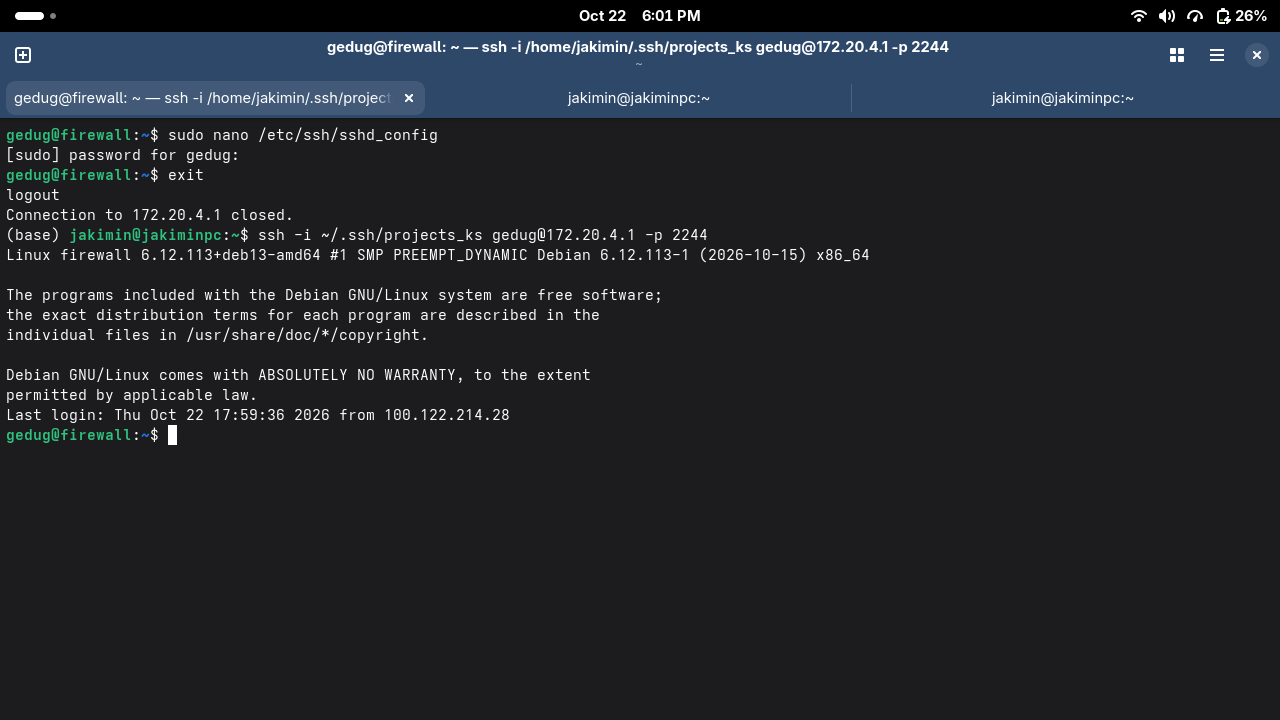 Oct 22 6:01 PM
26%
gedug@firewall: ~ — ssh -i /home/jakimin/.ssh/projects_ks gedug@172.20.4.1 -p 2244
~
gedug@firewall: ~ — ssh -i /home/jakimin/.ssh/project
jakimin@jakiminpc:~
jakimin@jakiminpc:~
gedug@firewall:~$ sudo nano /etc/ssh/sshd_config
[sudo] password for gedug:
gedug@firewall:~$ exit
logout
Connection to 172.20.4.1 closed.
(base) jakimin@jakiminpc:~$ ssh -i ~/.ssh/projects_ks gedug@172.20.4.1 -p 2244
Linux firewall 6.12.113+deb13-amd64 #1 SMP PREEMPT_DYNAMIC Debian 6.12.113-1 (2026-10-15) x86_64
The programs included with the Debian GNU/Linux system are free software;
the exact distribution terms for each program are described in the
individual files in /usr/share/doc/*/copyright.
Debian GNU/Linux comes with ABSOLUTELY NO WARRANTY, to the extent
permitted by applicable law.
Last login: Thu Oct 22 17:59:36 2026 from 100.122.214.28
gedug@firewall:~$